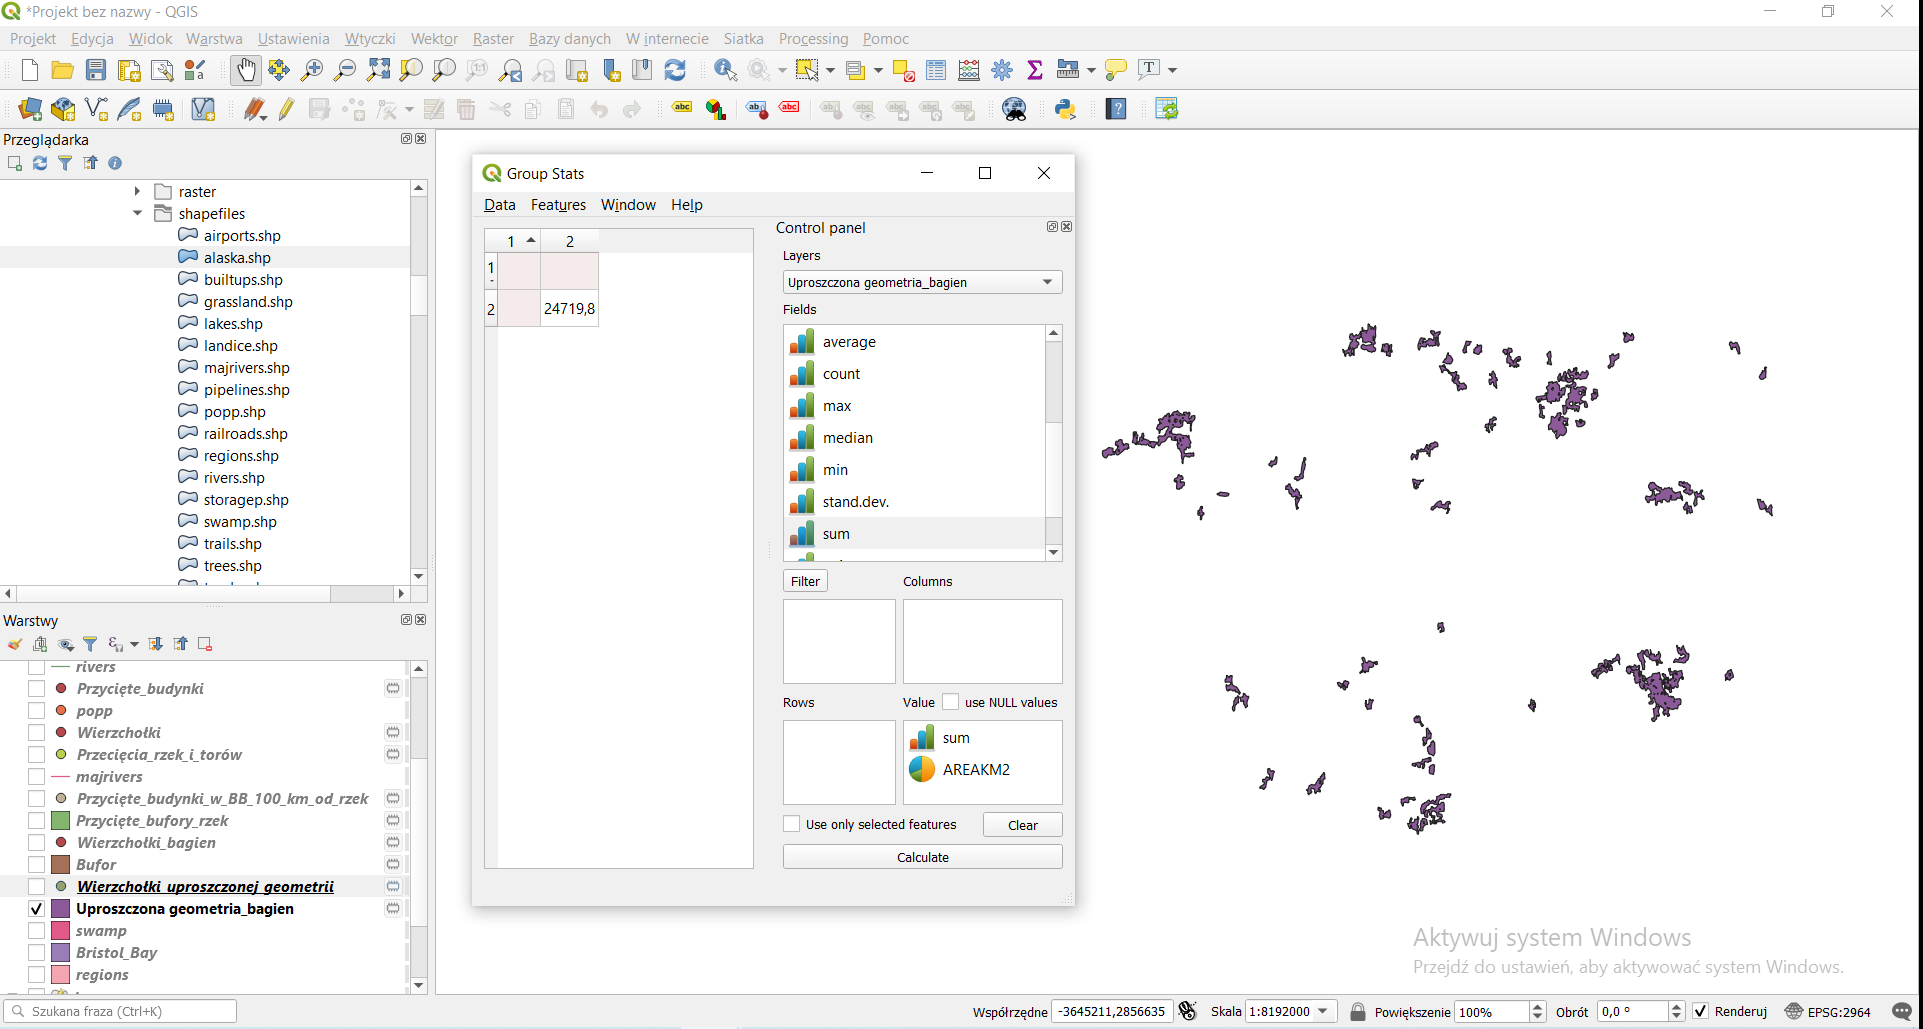 *Projekt bez nazwy - QGIS
Projekt Edycja Widok Warstwa Ustawienia Wtyczki Wektor Raster Bazy danych W internecie Siatka Processing Pomoc
Przeglądarka
raster
shapefiles
airports.shp
alaska.shp
builtups.shp
grassland.shp
lakes.shp
landice.shp
majrivers.shp
pipelines.shp
popp.shp
railroads.shp
regions.shp
rivers.shp
storagep.shp
swamp.shp
trails.shp
trees.shp
Warstwy
rivers
Przycięte_budynki
popp
Wierzchołki
Przecięcia_rzek_i_torów
majrivers
Przycięte_budynki_w_BB_100_km_od_rzek
Przycięte_bufory_rzek
Wierzchołki_bagien
Bufor
Wierzchołki uproszczonej geometrii
Uproszczona geometria_bagien
swamp
Bristol_Bay
regions
Szukana fraza (Ctrl+K)
Group Stats
Data Features Window Help
1 2
1
2 24719,8
Control panel
Layers
Uproszczona geometria_bagien
Fields
average
count
max
median
min
stand.dev.
sum
Filter Columns
Rows Value use NULL values
sum
AREAKM2
Use only selected features Clear
Calculate
Aktywuj system Windows
Przejdź do ustawień, aby aktywować system Windows.
Współrzędne -3645211,2856635 Skala 1:8192000 Powiększenie 100% Obrót 0,0 ° Renderuj EPSG:2964